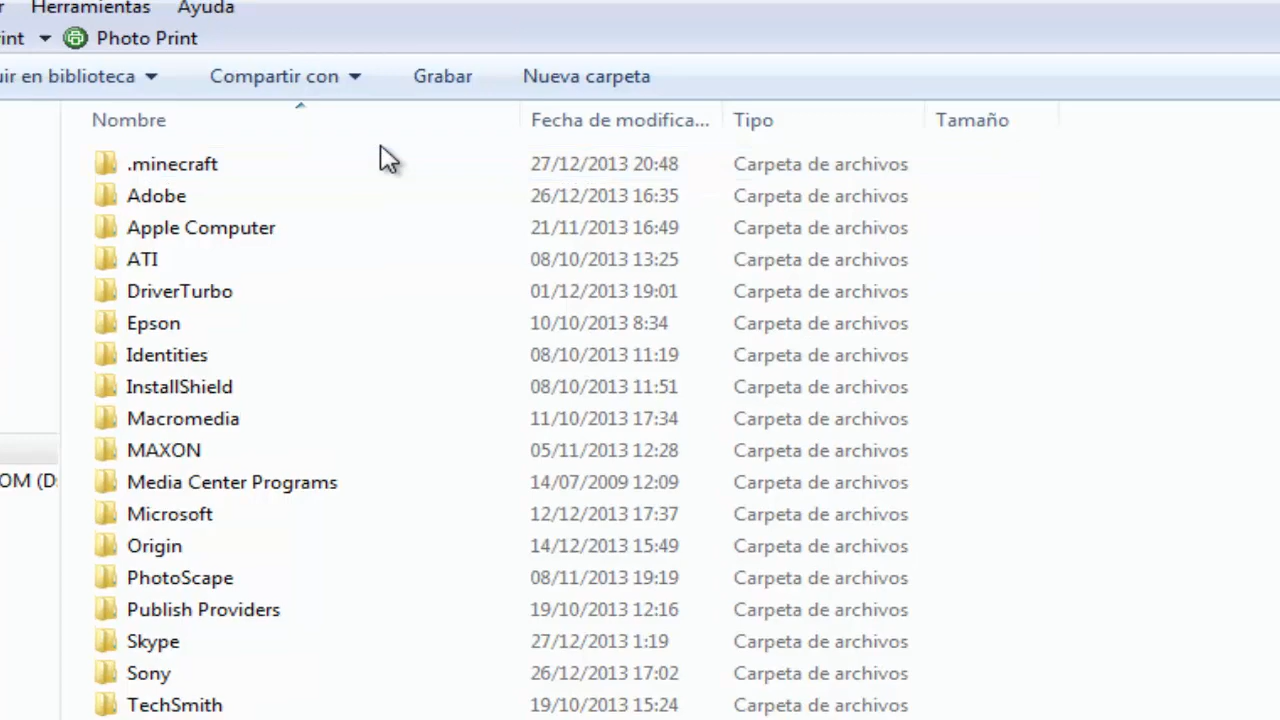 Herramientas Ayuda
Photo Print
en biblioteca Compartir con Grabar Nueva carpeta
Nombre Fecha de modifica... Tipo Tamaño
.minecraft 27/12/2013 20:48 Carpeta de archivos
Adobe 26/12/2013 16:35 Carpeta de archivos
Apple Computer 21/11/2013 16:49 Carpeta de archivos
ATI 08/10/2013 13:25 Carpeta de archivos
DriverTurbo 01/12/2013 19:01 Carpeta de archivos
Epson 10/10/2013 8:34 Carpeta de archivos
Identities 08/10/2013 11:19 Carpeta de archivos
InstallShield 08/10/2013 11:51 Carpeta de archivos
Macromedia 11/10/2013 17:34 Carpeta de archivos
MAXON 05/11/2013 12:28 Carpeta de archivos
Media Center Programs 14/07/2009 12:09 Carpeta de archivos
Microsoft 12/12/2013 17:37 Carpeta de archivos
Origin 14/12/2013 15:49 Carpeta de archivos
PhotoScape 08/11/2013 19:19 Carpeta de archivos
Publish Providers 19/10/2013 12:16 Carpeta de archivos
Skype 27/12/2013 1:19 Carpeta de archivos
Sony 26/12/2013 17:02 Carpeta de archivos
TechSmith 19/10/2013 15:24 Carpeta de archivos